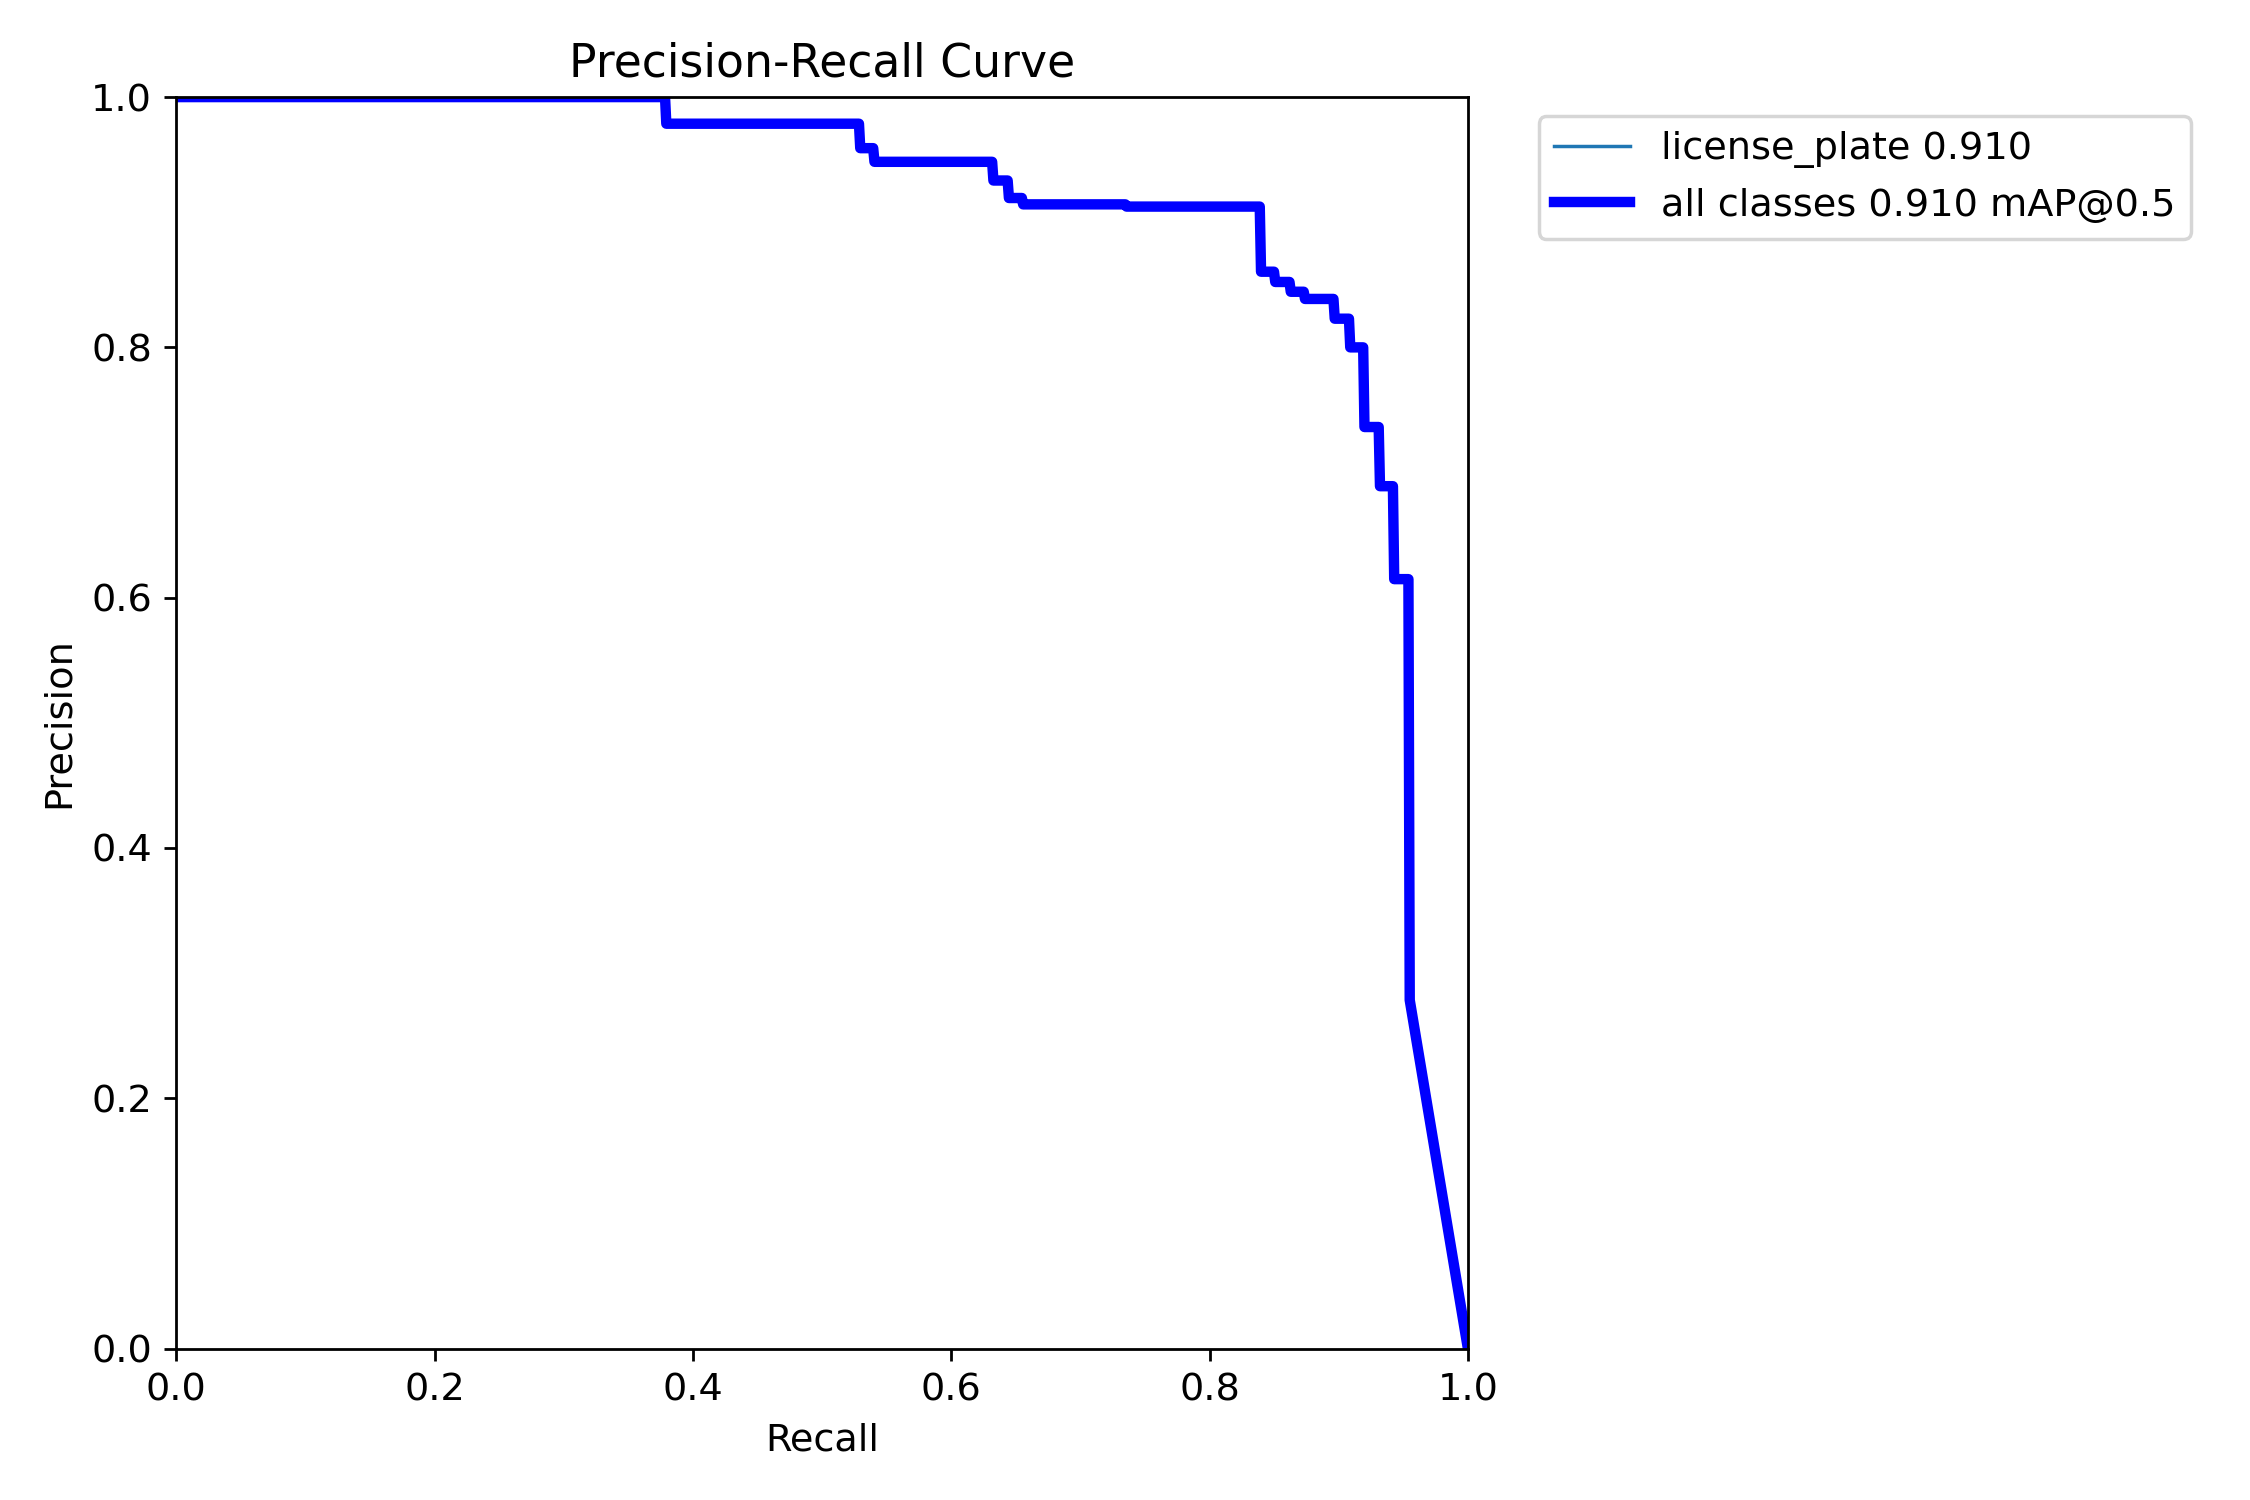 Precision-Recall Curve
1.0
0.8
0.6
0.4
0.2
0.0
Precision
0.0 0.2 0.4 0.6 0.8 1.0
Recall
license_plate 0.910
all classes 0.910 mAP@0.5